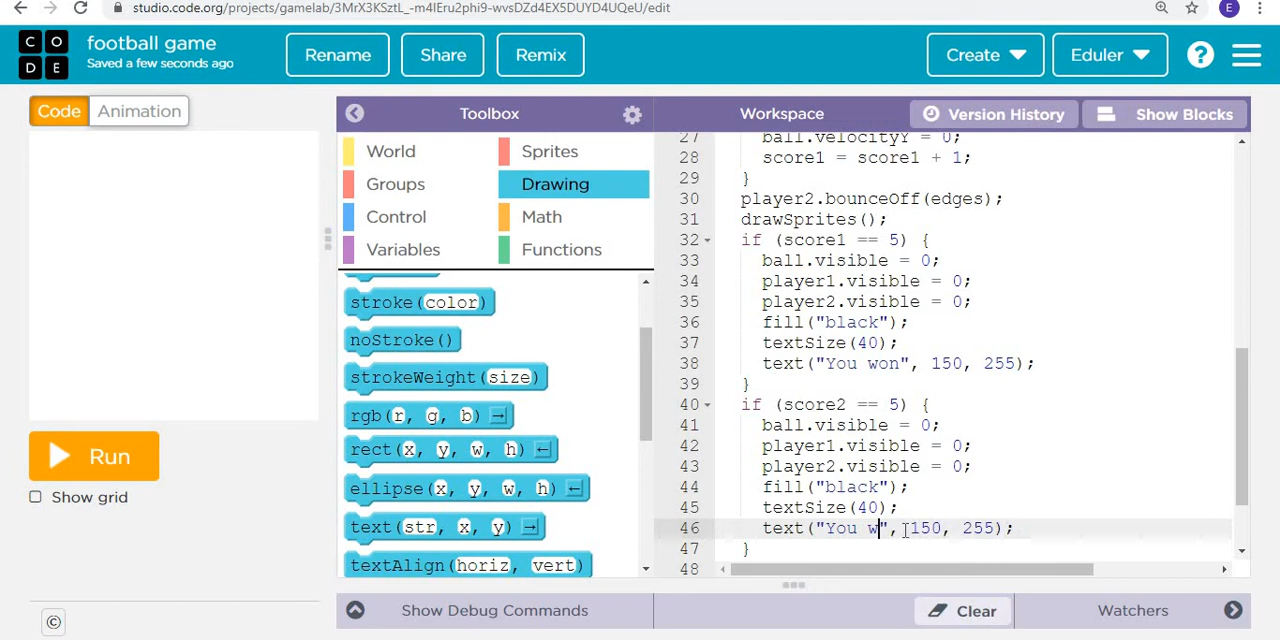 studio.code.org/projects/gamelab/3MrX3KSztL_-m4lEru2phi9-wvsDZd4EX5DUYD4UQeU/edit
E
C O
D E
football game
Saved a few seconds ago
Rename
Share
Remix
Create
Eduler
?
Code
Animation
Toolbox
Workspace
Version History
Show Blocks
World
Sprites
Groups
Drawing
Control
Math
Variables
Functions
stroke(color)
noStroke()
strokeWeight(size)
rgb(r, g, b)
rect(x, y, w, h)
ellipse(x, y, w, h)
text(str, x, y)
textAlign(horiz, vert)
27 ball.velocityY = 0;
28 score1 = score1 + 1;
29 }
30 player2.bounceOff(edges);
31 drawSprites();
32 if (score1 == 5) {
33 ball.visible = 0;
34 player1.visible = 0;
35 player2.visible = 0;
36 fill("black");
37 textSize(40);
38 text("You won", 150, 255);
39 }
40 if (score2 == 5) {
41 ball.visible = 0;
42 player1.visible = 0;
43 player2.visible = 0;
44 fill("black");
45 textSize(40);
46 text("You w", 150, 255);
47 }
48
Run
Show grid
©
Show Debug Commands
Clear
Watchers